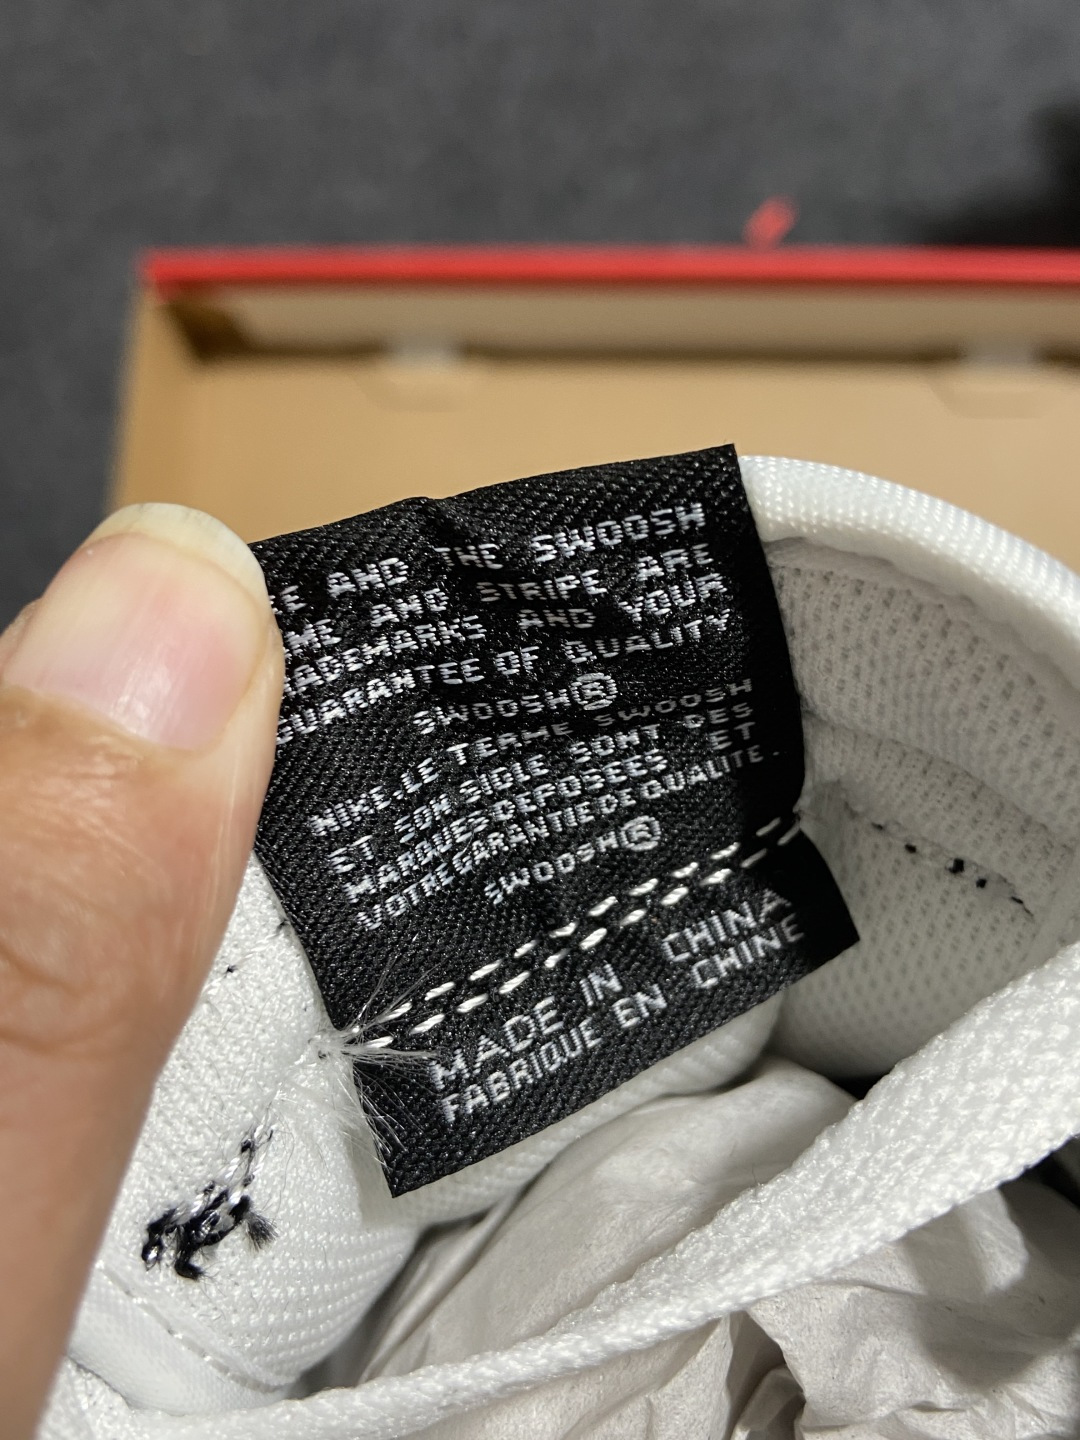 AND THE SWOOSH
AND STRIPE ARE
TRADEMARKS AND YOUR
GUARANTEE OF QUALITY
SWOOSH®
NIKE.LE TERME SWOOSH
ET SON SIGLE SONT DES
MARQUES DEPOSEES ET
VOTRE GARANTIE DE QUALITE.
SWOOSH®
MADE IN CHINA
FABRIQUE EN CHINE